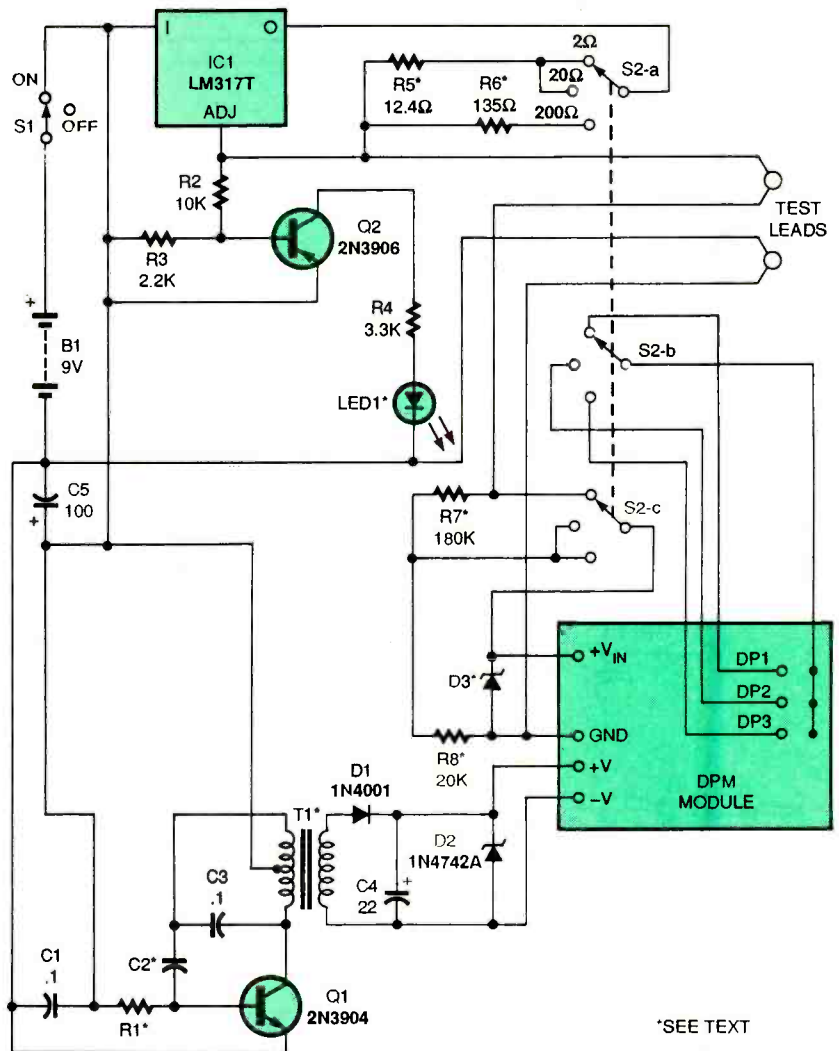 I
O
IC1
LM317T
ADJ
ON
OFF
S1
R5*
12.4Ω
R6*
135Ω
2Ω
20Ω
200Ω
S2-a
R2
10K
R3
2.2K
Q2
2N3906
TEST
LEADS
R4
3.3K
+
B1
9V
LED1*
S2-b
C5
100
+
R7*
180K
S2-c
D3*
+VIN
DP1
DP2
DP3
GND
R8*
20K
+V
-V
DPM
MODULE
D1
1N4001
T1*
D2
1N4742A
C4
22
+
C3
.1
C2*
C1
.1
R1*
Q1
2N3904
*SEE TEXT